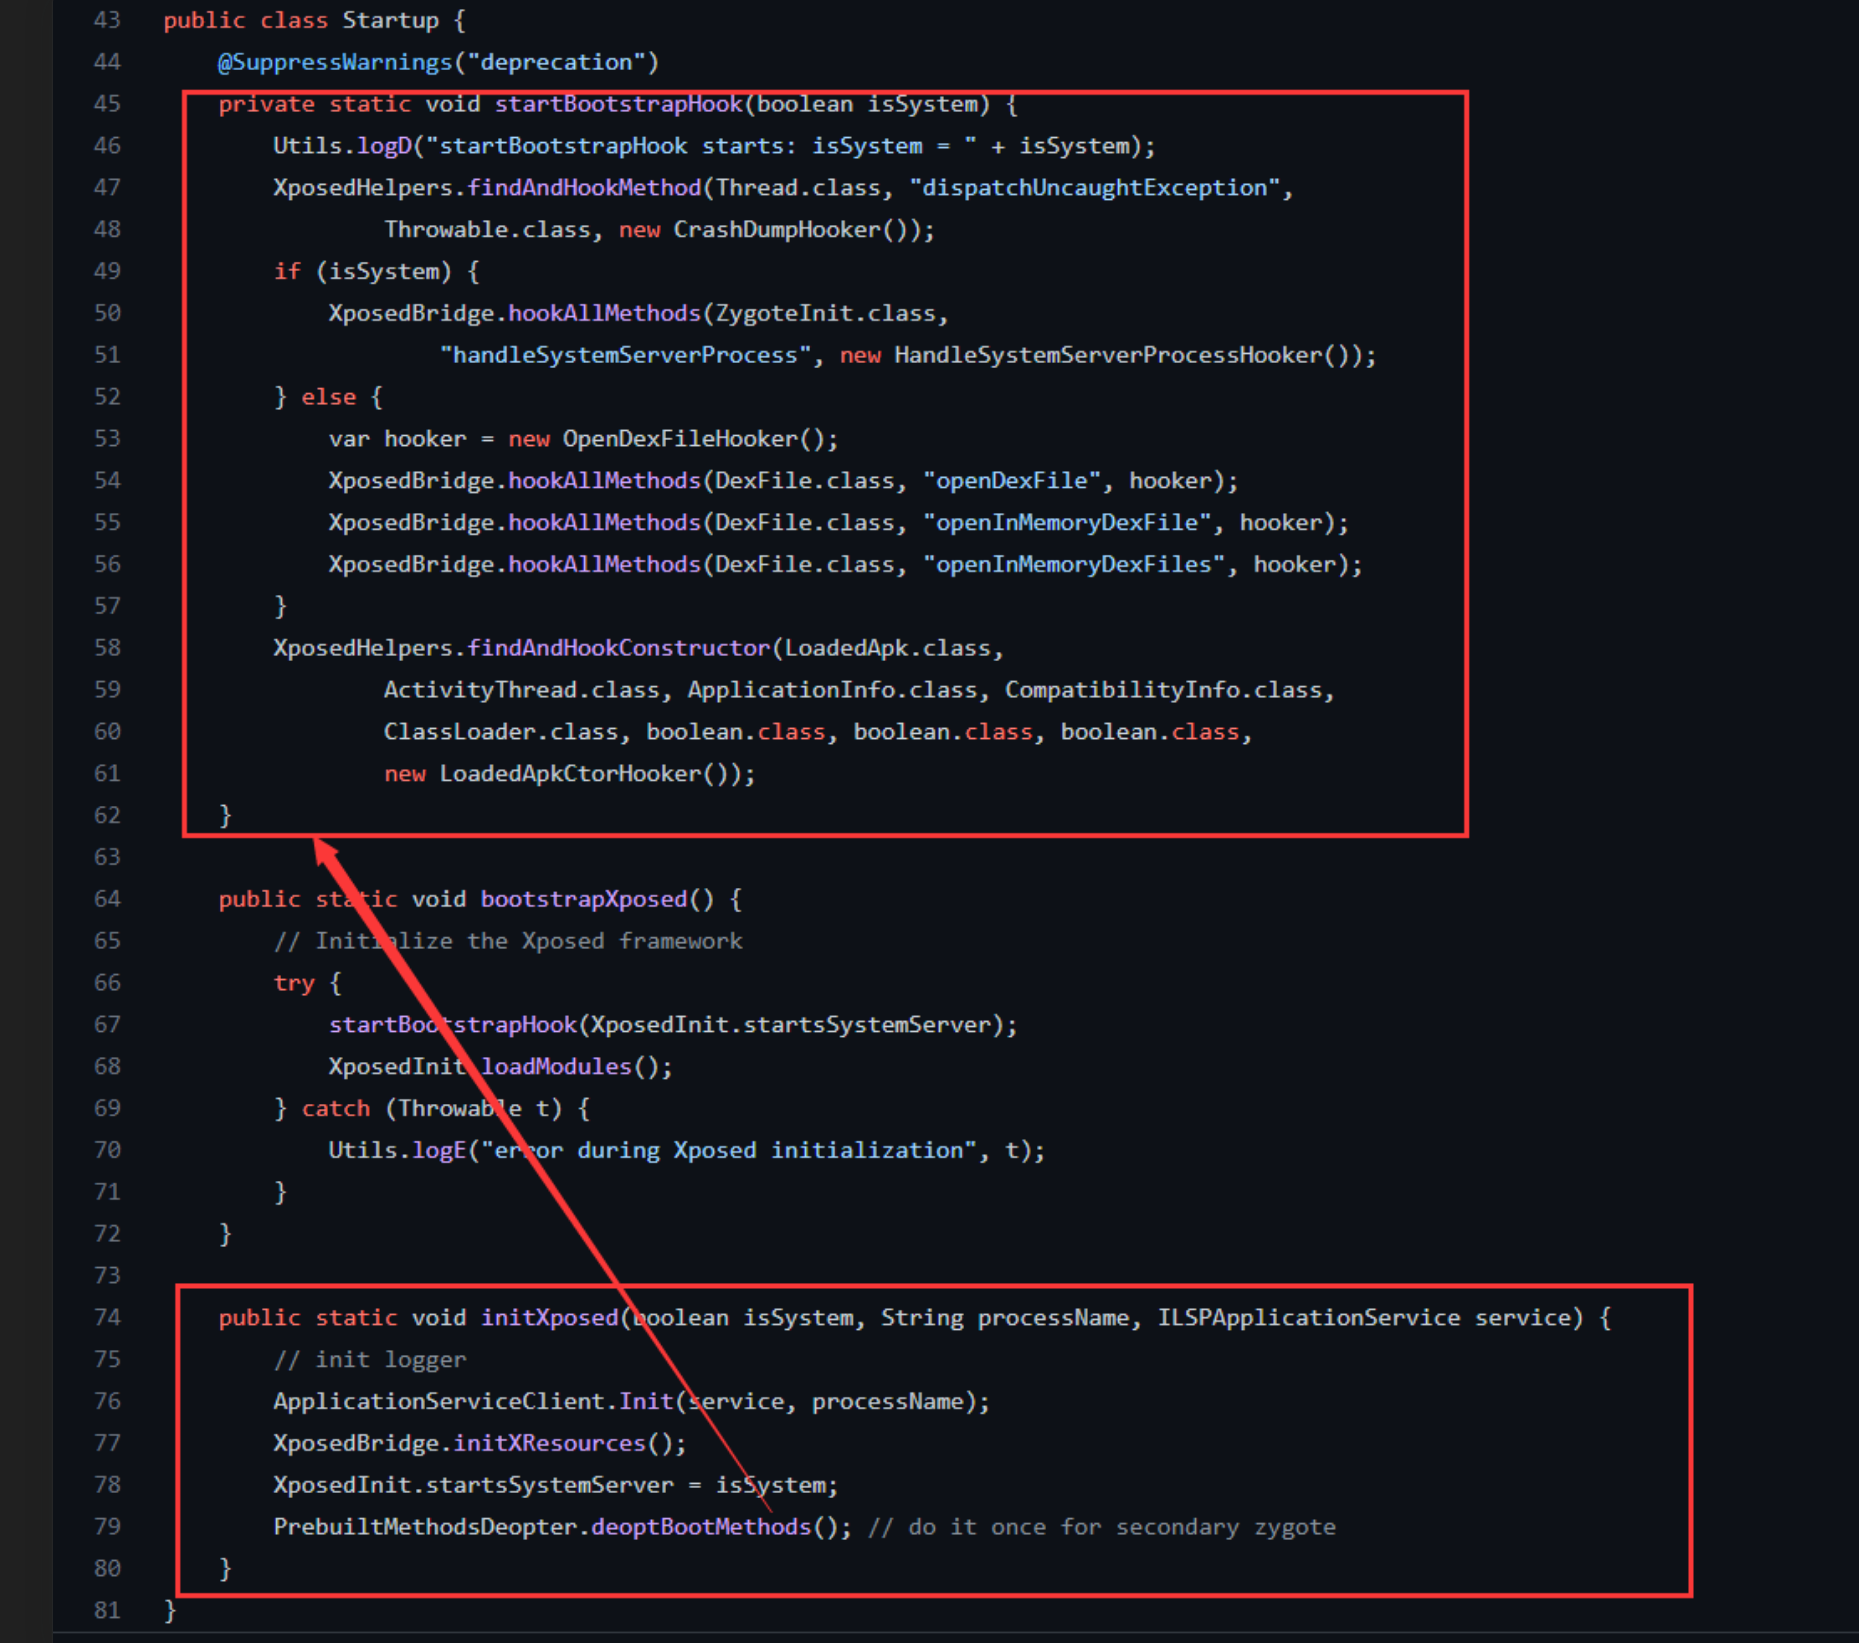 43 public class Startup {
44     @SuppressWarnings("deprecation")
45     private static void startBootstrapHook(boolean isSystem) {
46         Utils.logD("startBootstrapHook starts: isSystem = " + isSystem);
47         XposedHelpers.findAndHookMethod(Thread.class, "dispatchUncaughtException",
48                 Throwable.class, new CrashDumpHooker());
49         if (isSystem) {
50             XposedBridge.hookAllMethods(ZygoteInit.class,
51                     "handleSystemServerProcess", new HandleSystemServerProcessHooker());
52         } else {
53             var hooker = new OpenDexFileHooker();
54             XposedBridge.hookAllMethods(DexFile.class, "openDexFile", hooker);
55             XposedBridge.hookAllMethods(DexFile.class, "openInMemoryDexFile", hooker);
56             XposedBridge.hookAllMethods(DexFile.class, "openInMemoryDexFiles", hooker);
57         }
58         XposedHelpers.findAndHookConstructor(LoadedApk.class,
59                 ActivityThread.class, ApplicationInfo.class, CompatibilityInfo.class,
60                 ClassLoader.class, boolean.class, boolean.class, boolean.class,
61                 new LoadedApkCtorHooker());
62     }
63
64     public static void bootstrapXposed() {
65         // Initialize the Xposed framework
66         try {
67             startBootstrapHook(XposedInit.startsSystemServer);
68             XposedInit.loadModules();
69         } catch (Throwable t) {
70             Utils.logE("error during Xposed initialization", t);
71         }
72     }
73
74     public static void initXposed(boolean isSystem, String processName, ILSPApplicationService service) {
75         // init logger
76         ApplicationServiceClient.Init(service, processName);
77         XposedBridge.initXResources();
78         XposedInit.startsSystemServer = isSystem;
79         PrebuiltMethodsDeopter.deoptBootMethods(); // do it once for secondary zygote
80     }
81 }